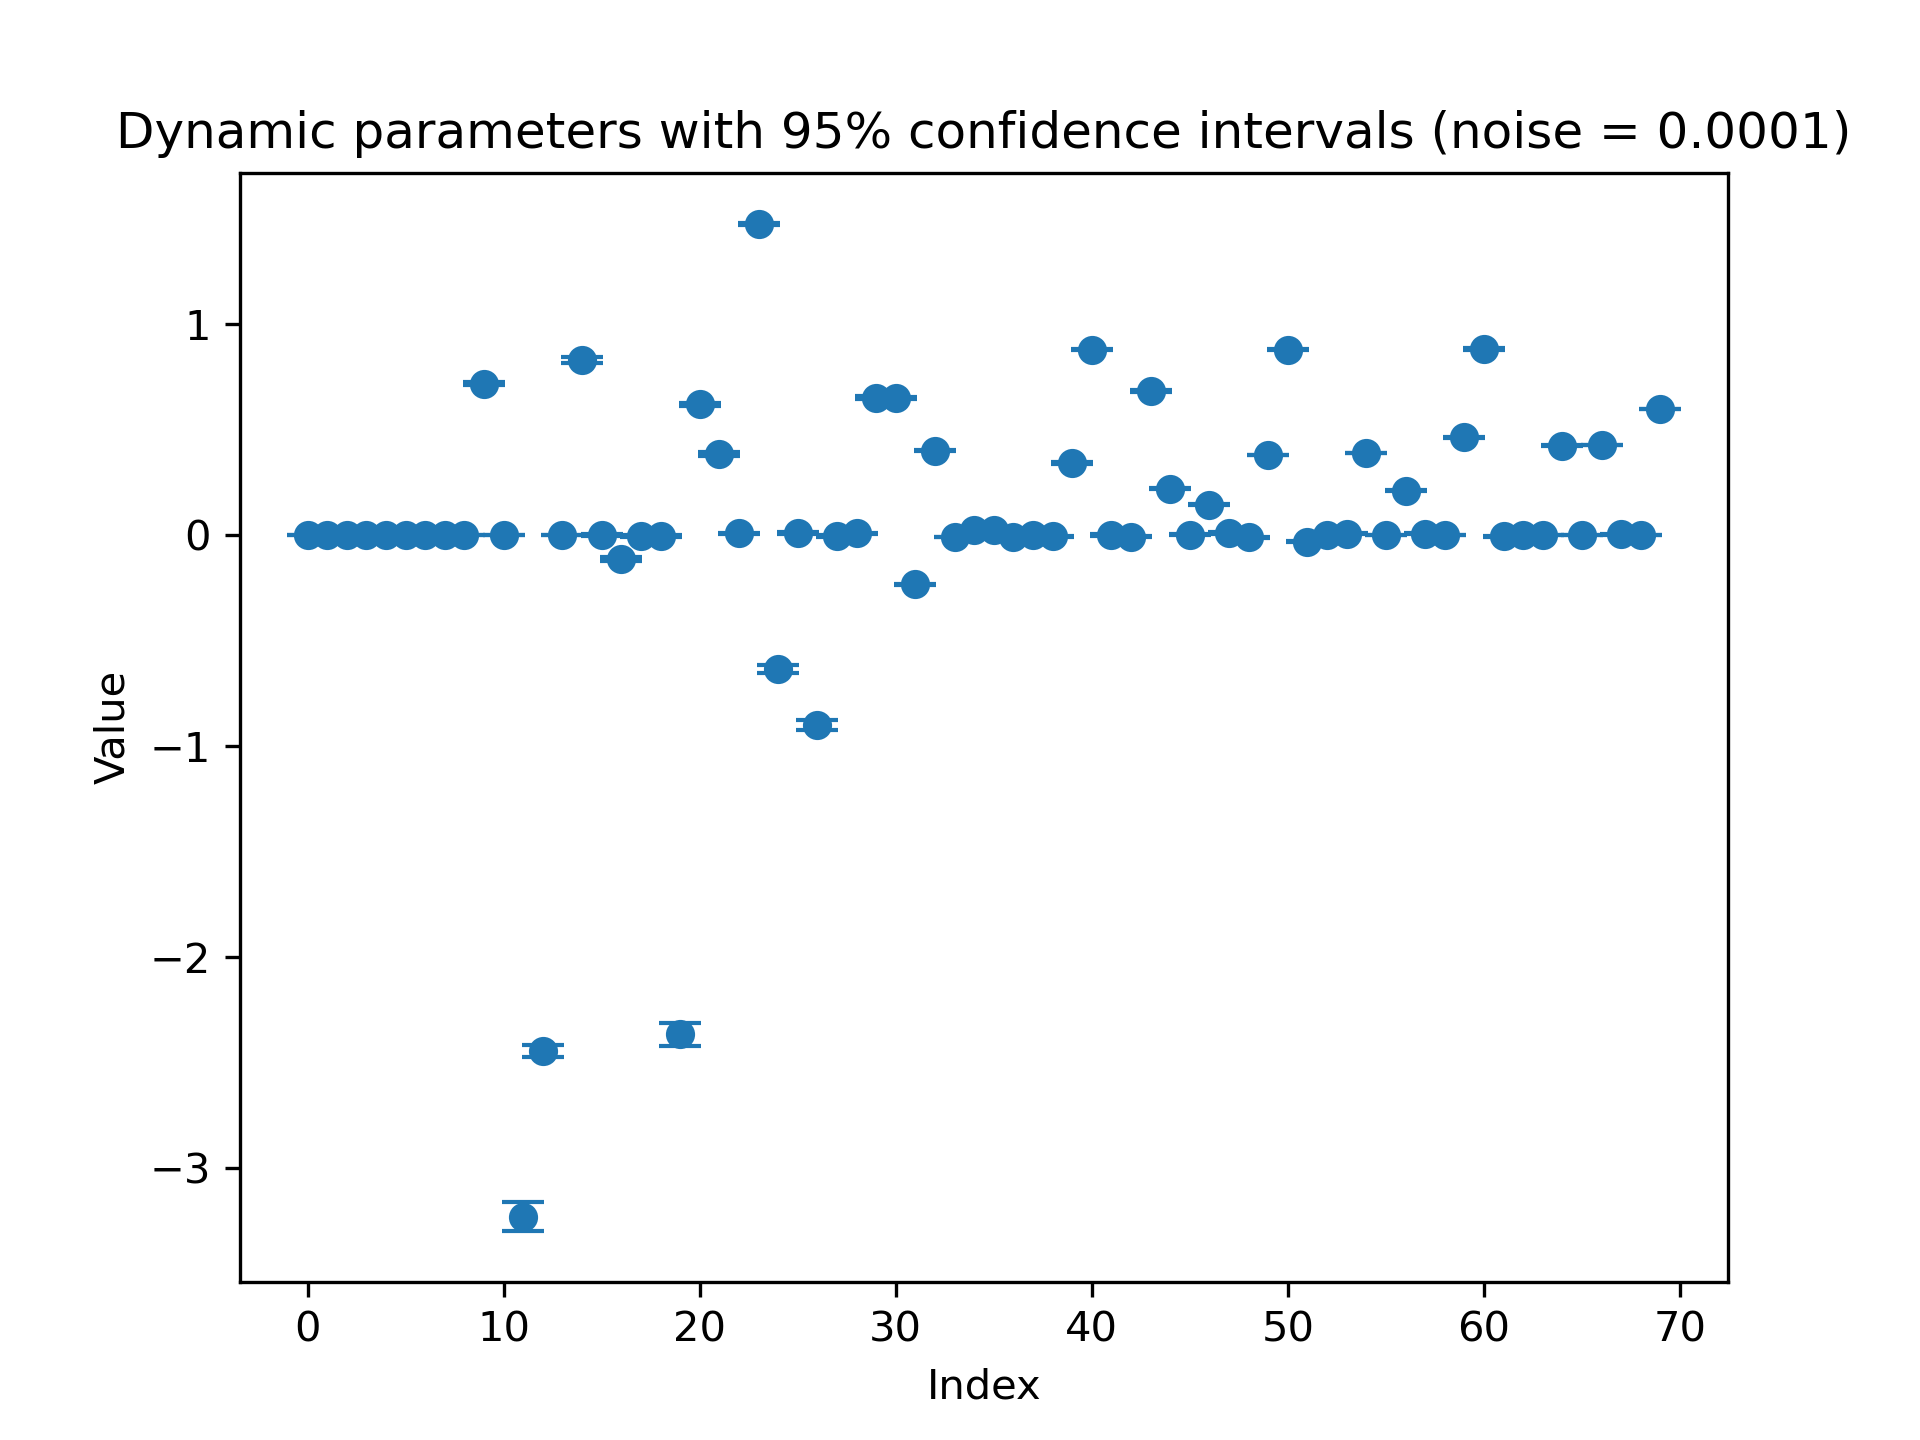 Dynamic parameters with 95% confidence intervals (noise = 0.0001)
1
0
−1
−2
−3
Value
0 10 20 30 40 50 60 70
Index